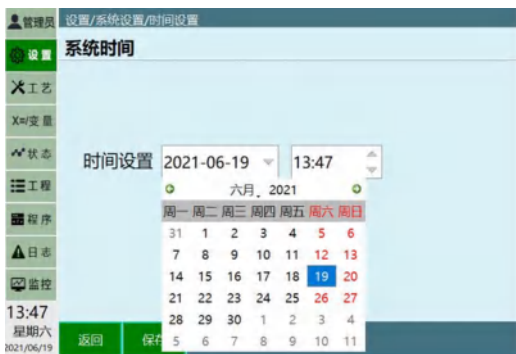 管理员
设置/系统设置/时间设置
设置
系统时间
工艺
X=/变量
状态
时间设置 2021-06-19 13:47
工程
六月, 2021
程序
周一 周二 周三 周四 周五 周六 周日
31 1 2 3 4 5 6
日志
7 8 9 10 11 12 13
14 15 16 17 18 19 20
监控
21 22 23 24 25 26 27
13:47
28 29 30 1 2 3 4
星期六
返回
保存
5 6 7 8 9 10 11
2021/06/19